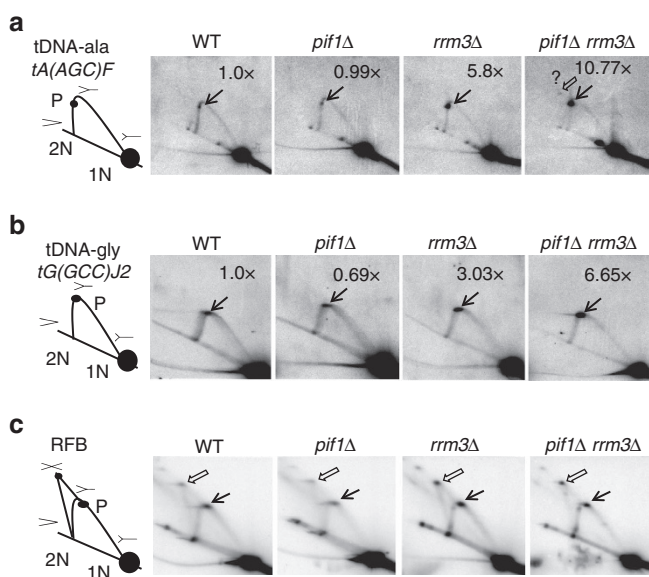 a
tDNA-ala
tA(AGC)F
WT
pif1Δ
rrm3Δ
pif1Δ rrm3Δ
P
2N
1N
1.0×
0.99×
5.8×
10.77×
?
b
tDNA-gly
tG(GCC)J2
WT
pif1Δ
rrm3Δ
pif1Δ rrm3Δ
P
2N
1N
1.0×
0.69×
3.03×
6.65×
c
RFB
WT
pif1Δ
rrm3Δ
pif1Δ rrm3Δ
P
2N
1N